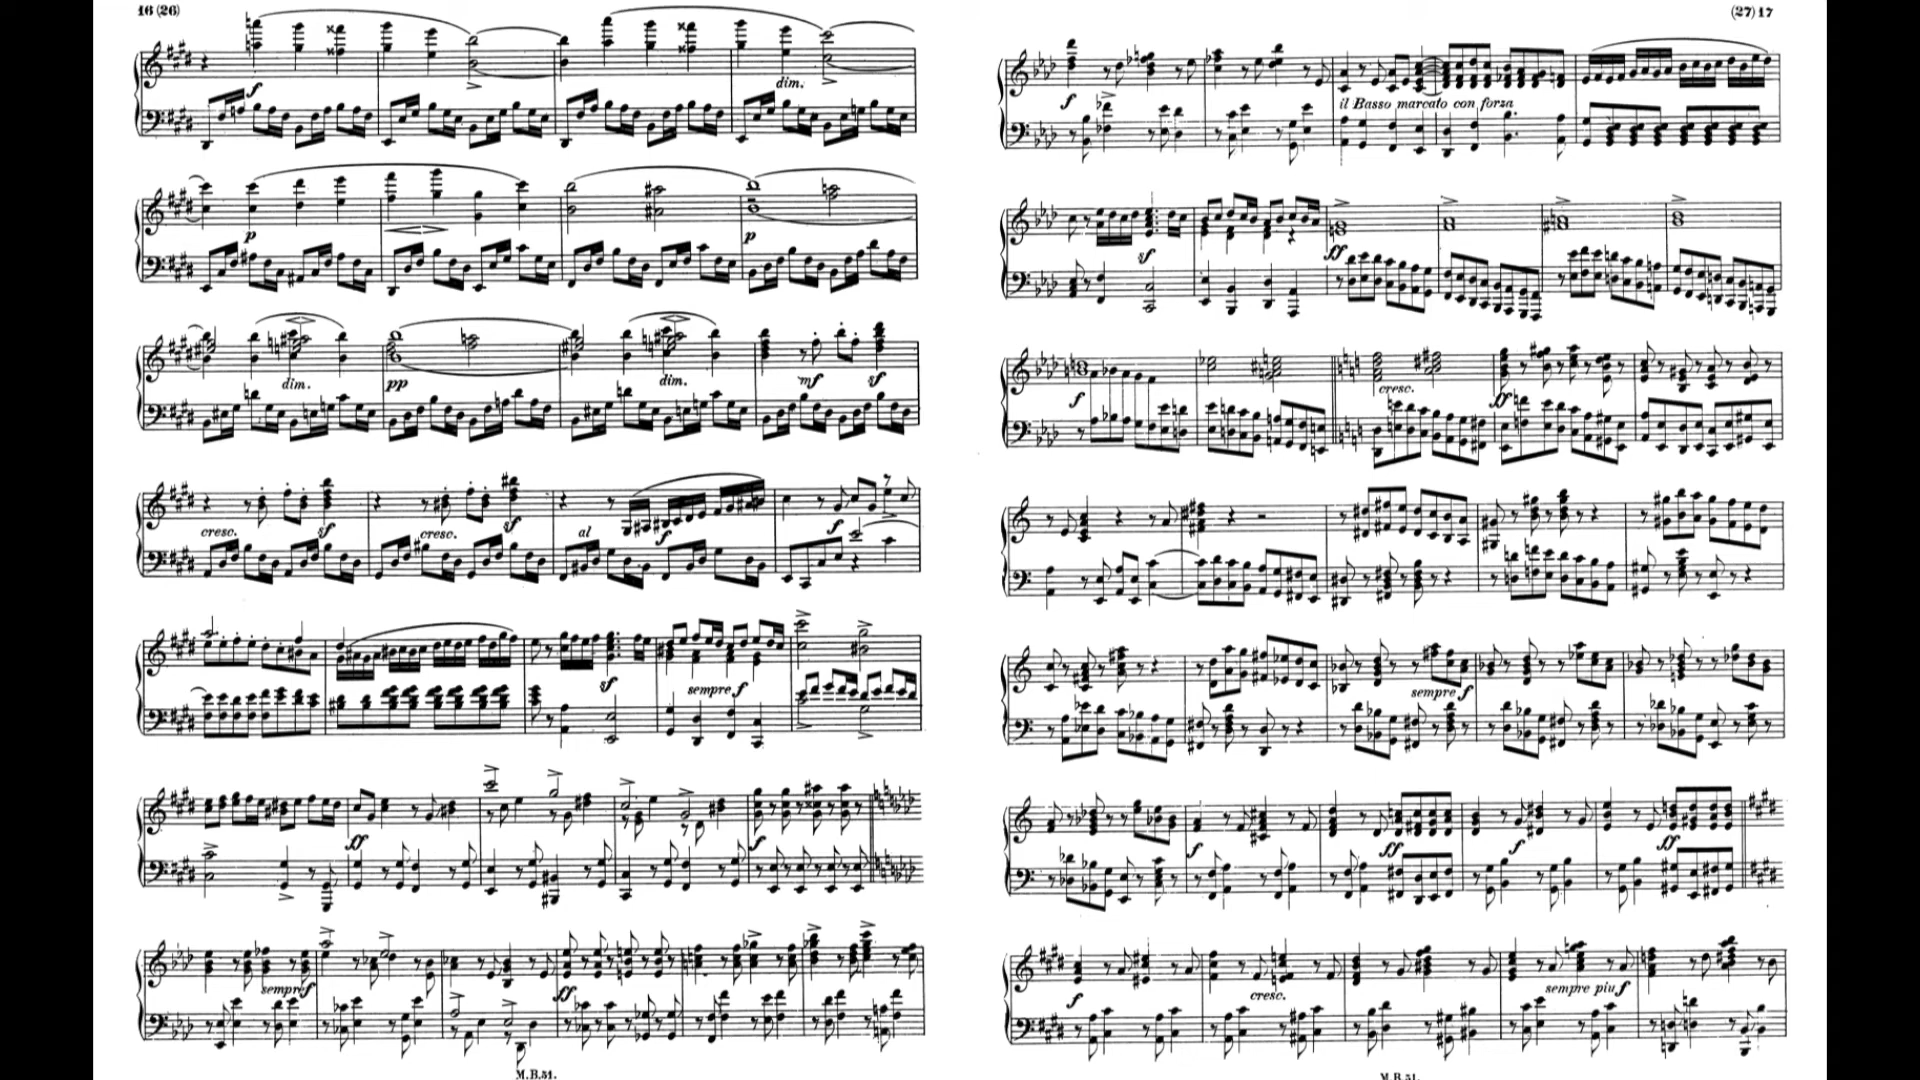 16 (26)
f
dim.
p
p
dim.
pp
dim.
mf
sf
cresc.
sf
cresc.
sf
al
f
f
sf
sempre f
ff
f
sempre f
ff
M.B.51.
(27) 17
f
il Basso marcato con forza
sf
ff
f
cresc.
ff
sempre f
f
ff
f
ff
f
cresc.
sempre più f
M.B.51.